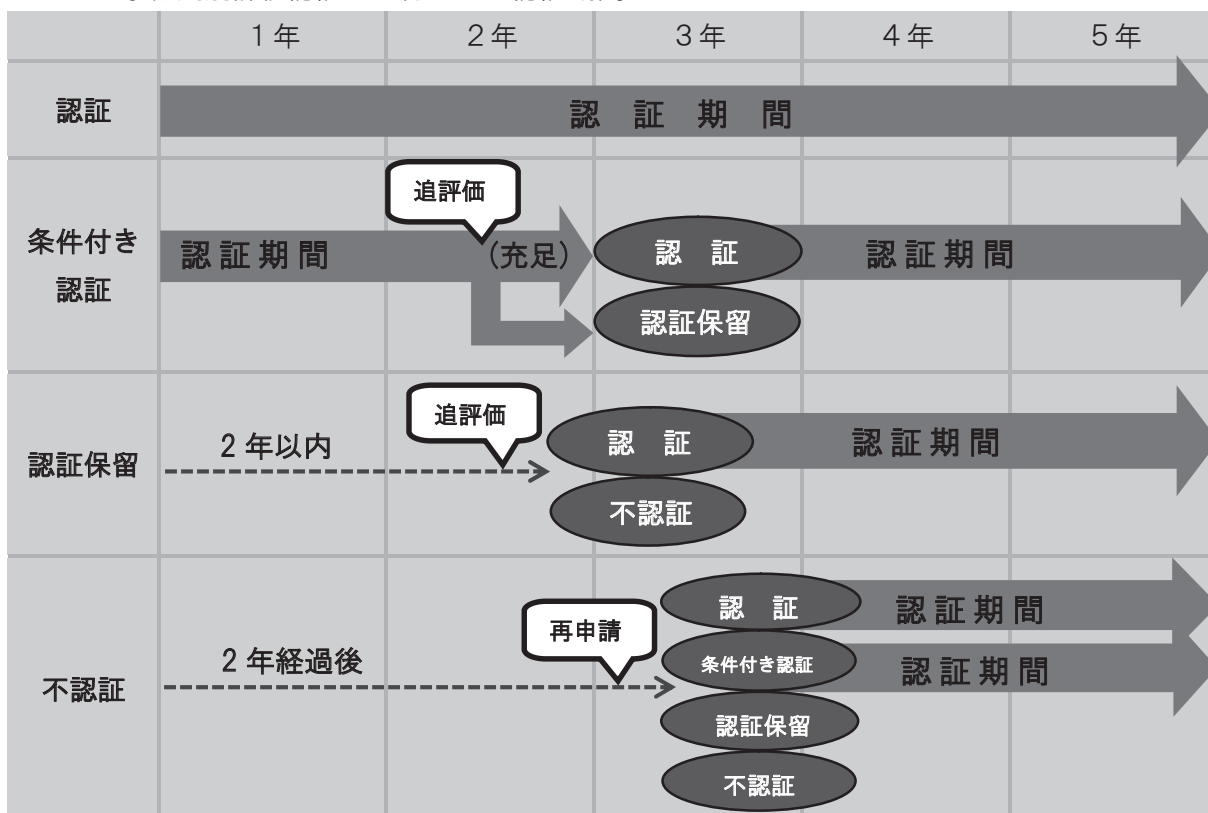 1年 2年 3年 4年 5年
認証
認証期間
条件付き
認証
認証期間
追評価
(充足)
認証
認証保留
認証期間
認証保留
2年以内
追評価
認証
不認証
認証期間
不認証
2年経過後
再申請
認証
条件付き認証
認証保留
不認証
認証期間
認証期間